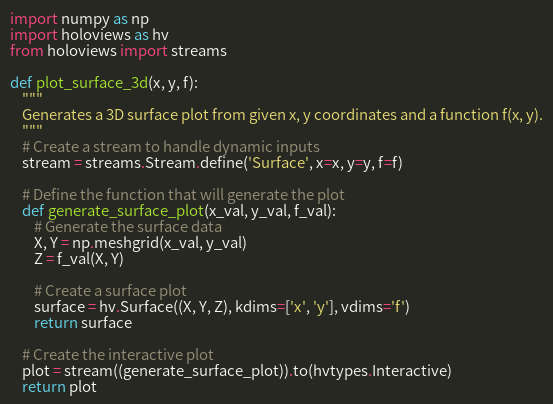 import numpy as np
import holoviews as hv
from holoviews import streams

def plot_surface_3d(x, y, f):
    """
    Generates a 3D surface plot from given x, y coordinates and a function f(x, y).
    """
    # Create a stream to handle dynamic inputs
    stream = streams.Stream.define('Surface', x=x, y=y, f=f)

    # Define the function that will generate the plot
    def generate_surface_plot(x_val, y_val, f_val):
        # Generate the surface data
        X, Y = np.meshgrid(x_val, y_val)
        Z = f_val(X, Y)

        # Create a surface plot
        surface = hv.Surface((X, Y, Z), kdims=['x', 'y'], vdims='f')
        return surface

    # Create the interactive plot
    plot = stream((generate_surface_plot)).to(hvtypes.Interactive)
    return plot